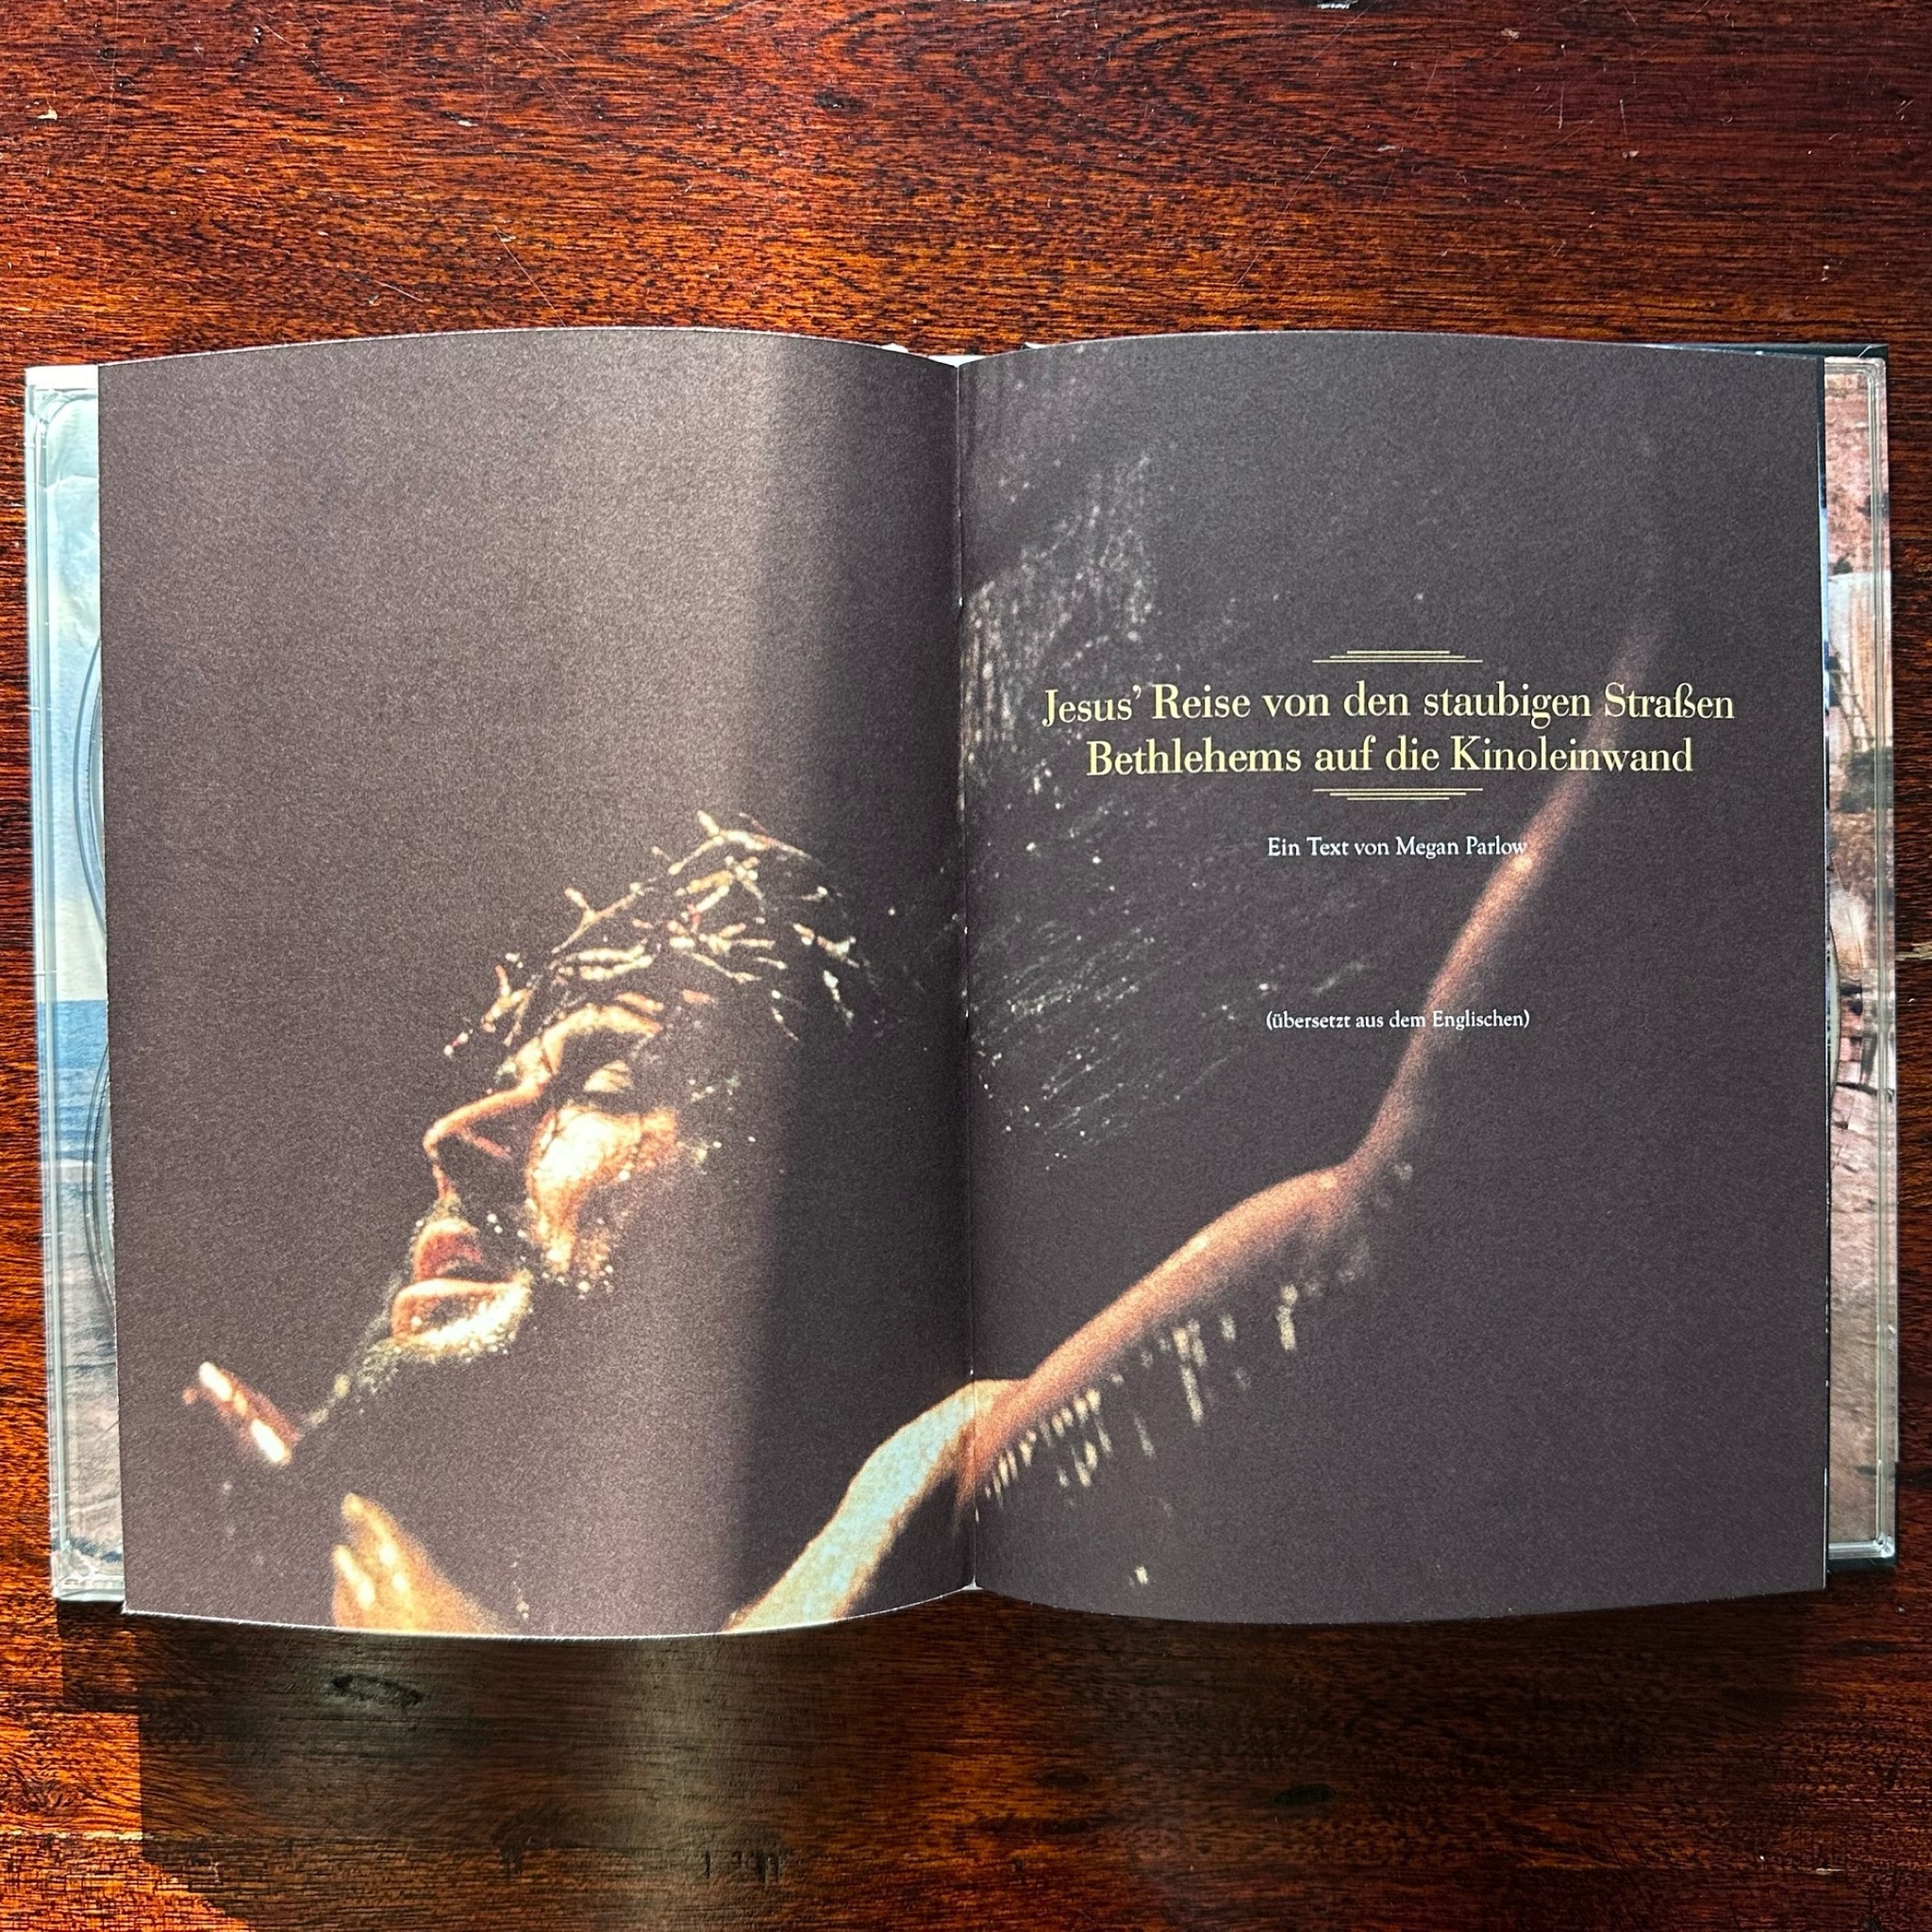 Jesus’ Reise von den staubigen Straßen
Bethlehems auf die Kinoleinwand
Ein Text von Megan Parlow
(übersetzt aus dem Englischen)